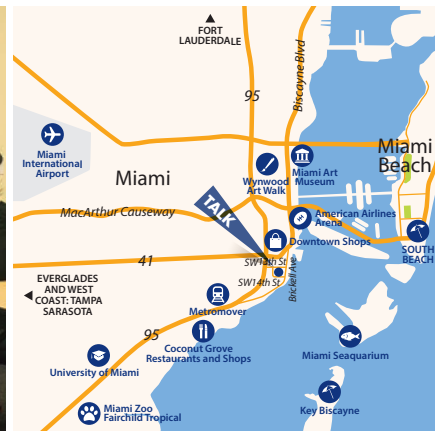 FORT
LAUDERDALE
Biscayne Blvd
95
Miami
International
Airport
Miami
Beach
Miami
Wynwood
Art Walk
Miami Art
Museum
MacArthur Causeway
TALK
American Airlines
Arena
Downtown Shops
SOUTH
BEACH
41
SW13th St
SW14th St
Brickell Ave
EVERGLADES
AND WEST
COAST: TAMPA
SARASOTA
Metromover
95
Coconut Grove
Restaurants and Shops
Miami Seaquarium
University of Miami
Key Biscayne
Miami Zoo
Fairchild Tropical